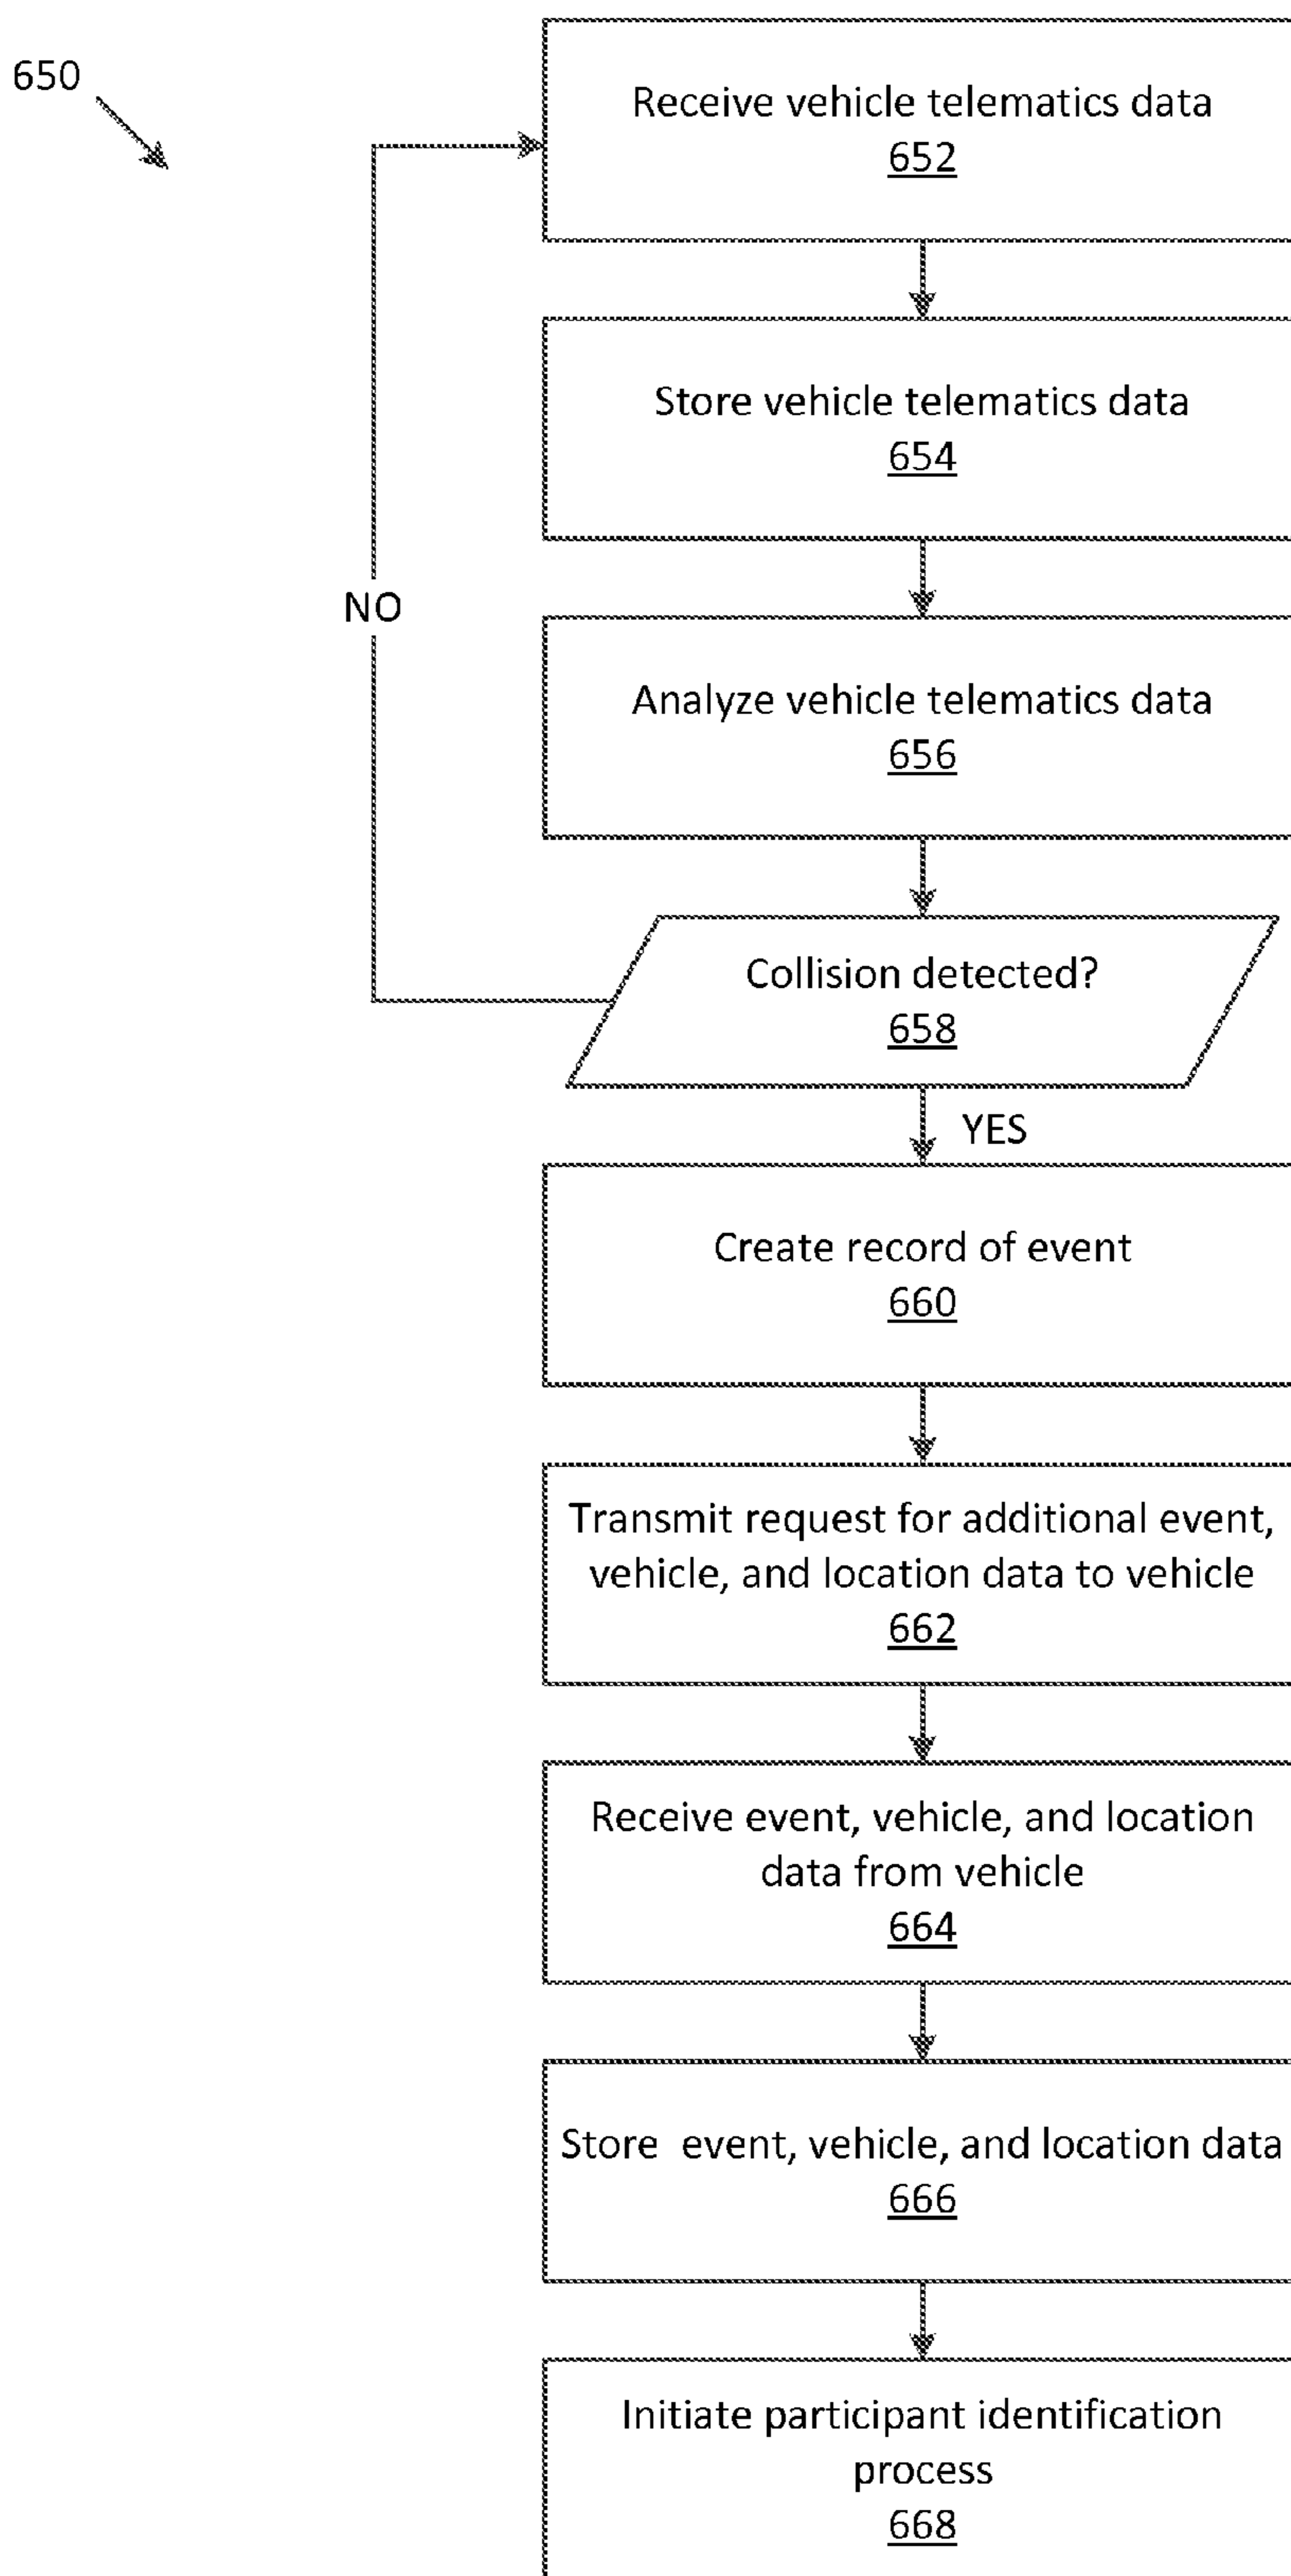 650
Receive vehicle telematics data
652
Store vehicle telematics data
654
Analyze vehicle telematics data
656
NO
Collision detected?
658
YES
Create record of event
660
Transmit request for additional event,
vehicle, and location data to vehicle
662
Receive event, vehicle, and location
data from vehicle
664
Store event, vehicle, and location data
666
Initiate participant identification
process
668